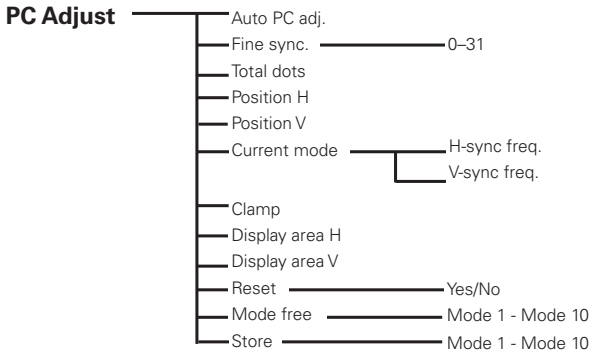 PC Adjust
Auto PC adj.
Fine sync. 0–31
Total dots
Position H
Position V
Current mode H-sync freq.
V-sync freq.
Clamp
Display area H
Display area V
Reset Yes/No
Mode free Mode 1 - Mode 10
Store Mode 1 - Mode 10